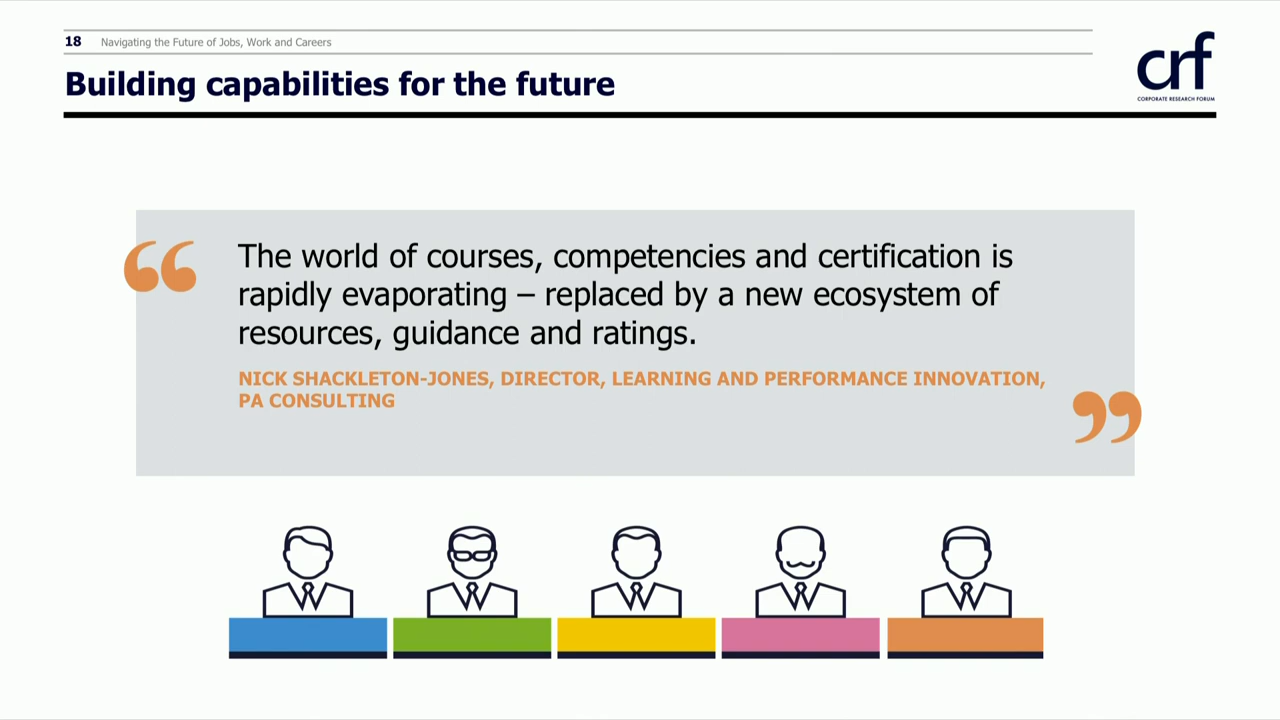 18 Navigating the Future of Jobs, Work and Careers
crf
CORPORATE RESEARCH FORUM
Building capabilities for the future
“
The world of courses, competencies and certification is
rapidly evaporating – replaced by a new ecosystem of
resources, guidance and ratings.
NICK SHACKLETON-JONES, DIRECTOR, LEARNING AND PERFORMANCE INNOVATION,
PA CONSULTING
”